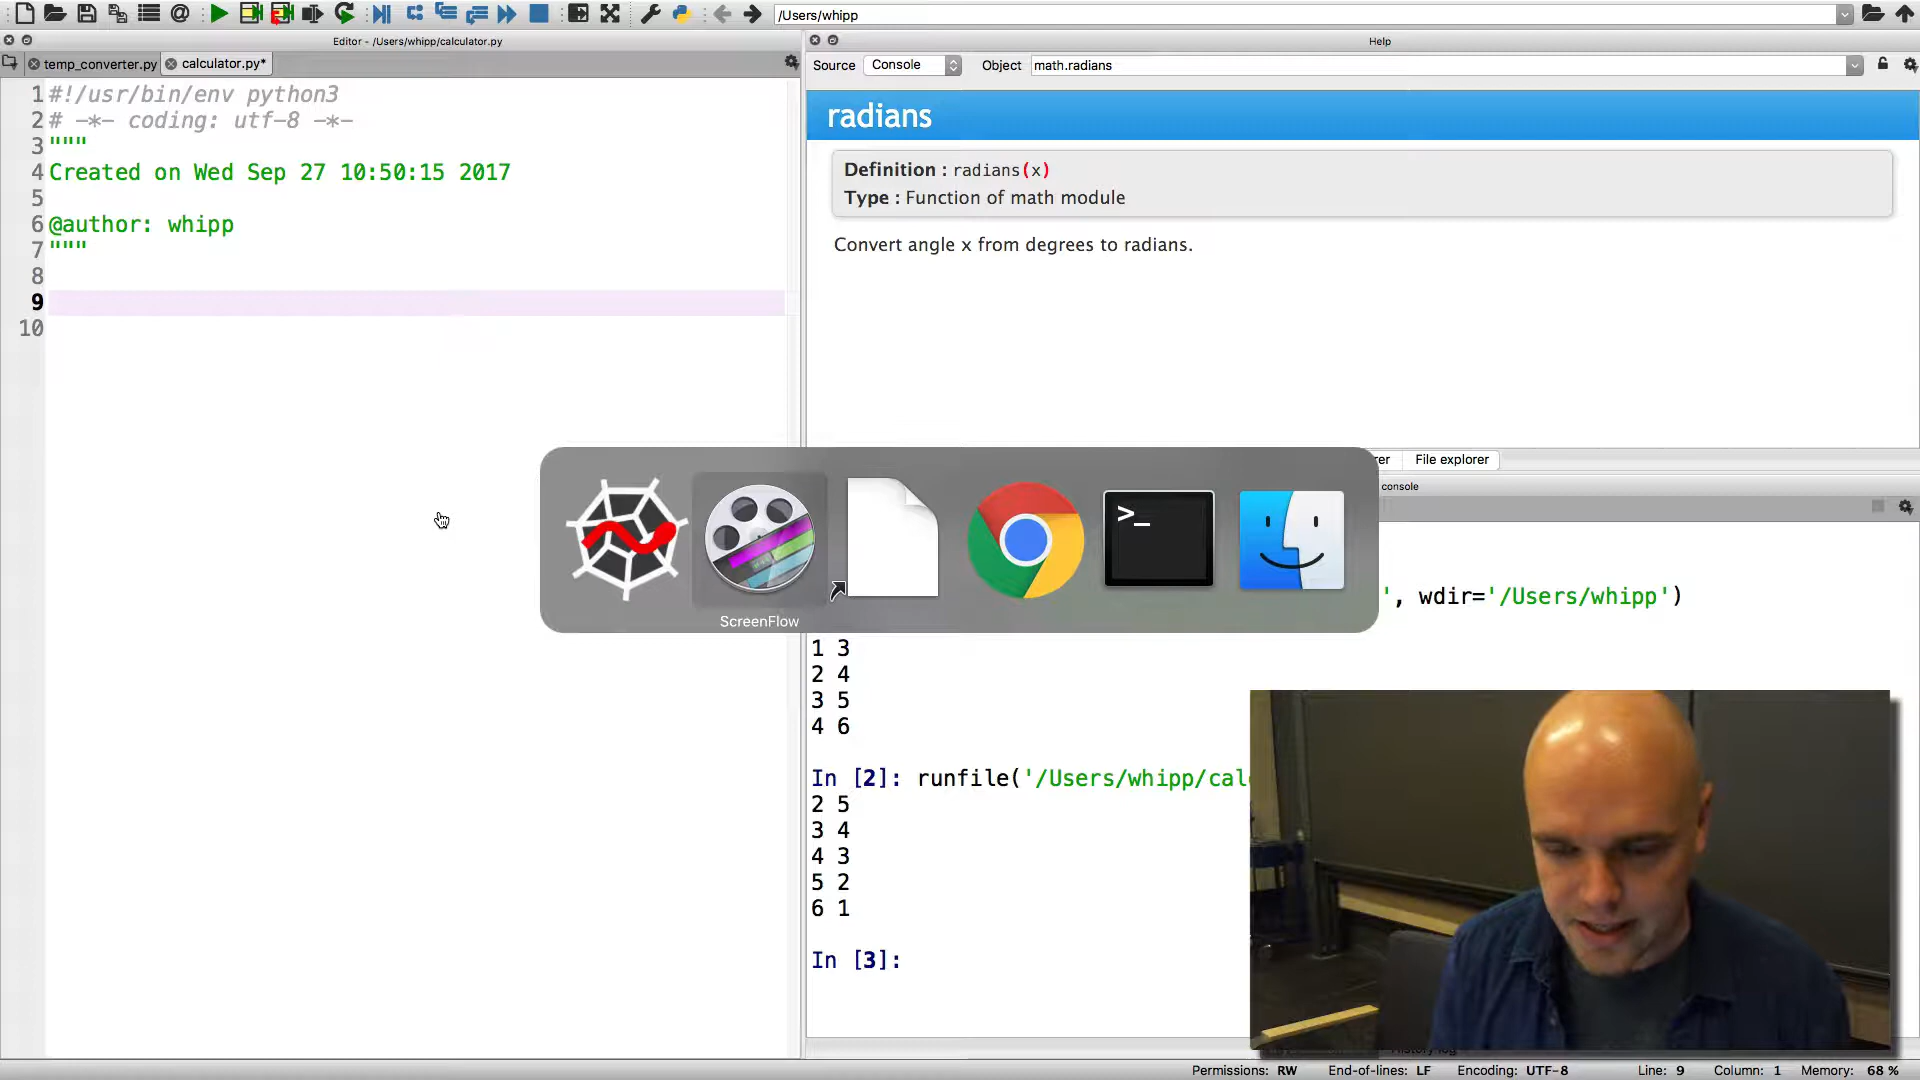 /Users/whipp
Editor - /Users/whipp/calculator.py
Help
temp_converter.py
calculator.py*
Source
Console
Object
math.radians
1 #!/usr/bin/env python3
2 # -*- coding: utf-8 -*-
3 """
4 Created on Wed Sep 27 10:50:15 2017
5
6 @author: whipp
7 """
8
9
10
radians
Definition : radians(x)
Type : Function of math module
Convert angle x from degrees to radians.
rer
File explorer
console
>_
ScreenFlow
', wdir='/Users/whipp')
1 3
2 4
3 5
4 6
In [2]: runfile('/Users/whipp/calc
2 5
3 4
4 3
5 2
6 1
In [3]:
Permissions: RW
End-of-lines: LF
Encoding: UTF-8
Line: 9
Column: 1
Memory: 68 %